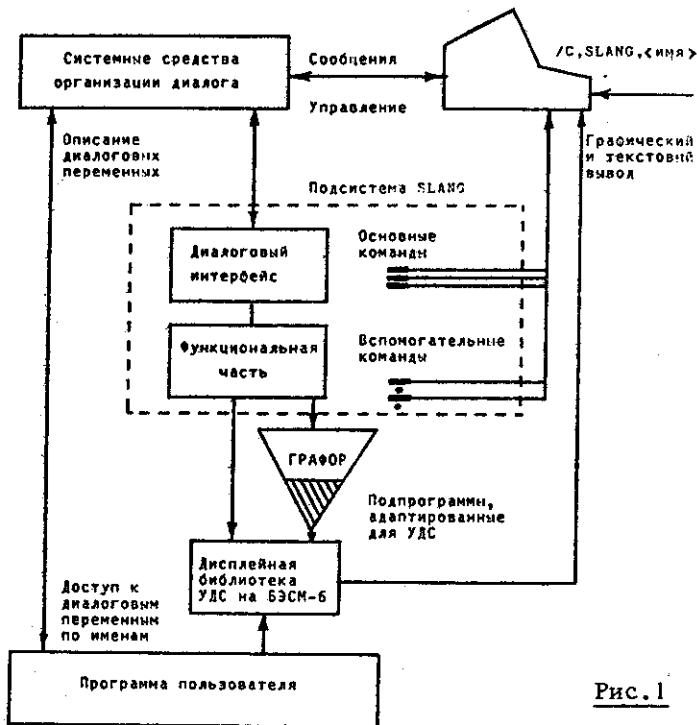 Системные средства
организации диалога
Сообщения
Управление
/C,SLANG,<имя>
Описание
диалоговых
переменных
Графический
и текстовый
вывод
Подсистема SLANG
Диалоговый
интерфейс
Основные
команды
Функциональная
часть
Вспомогательные
команды
ГРАФОР
Подпрограммы,
адаптированные
для УДС
Дисплейная
библиотека
УДС на БЭСМ-6
Доступ к
диалоговым
переменным
по именам
Программа пользователя
Рис.1